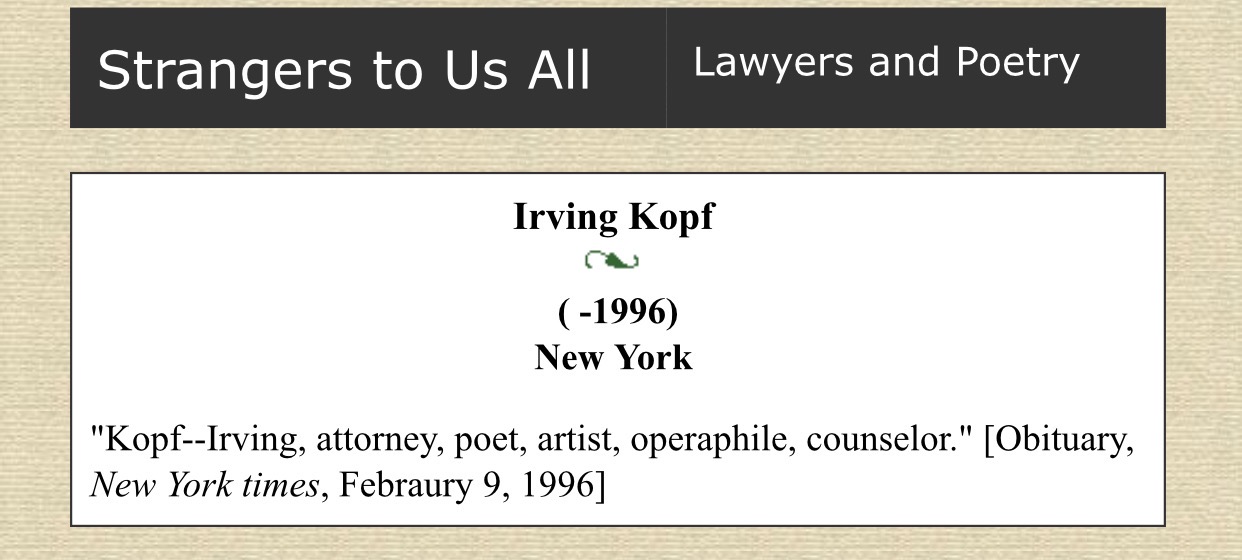 Strangers to Us All
Lawyers and Poetry
Irving Kopf
( -1996)
New York
"Kopf--Irving, attorney, poet, artist, operaphile, counselor." [Obituary,
New York times, Febraury 9, 1996]